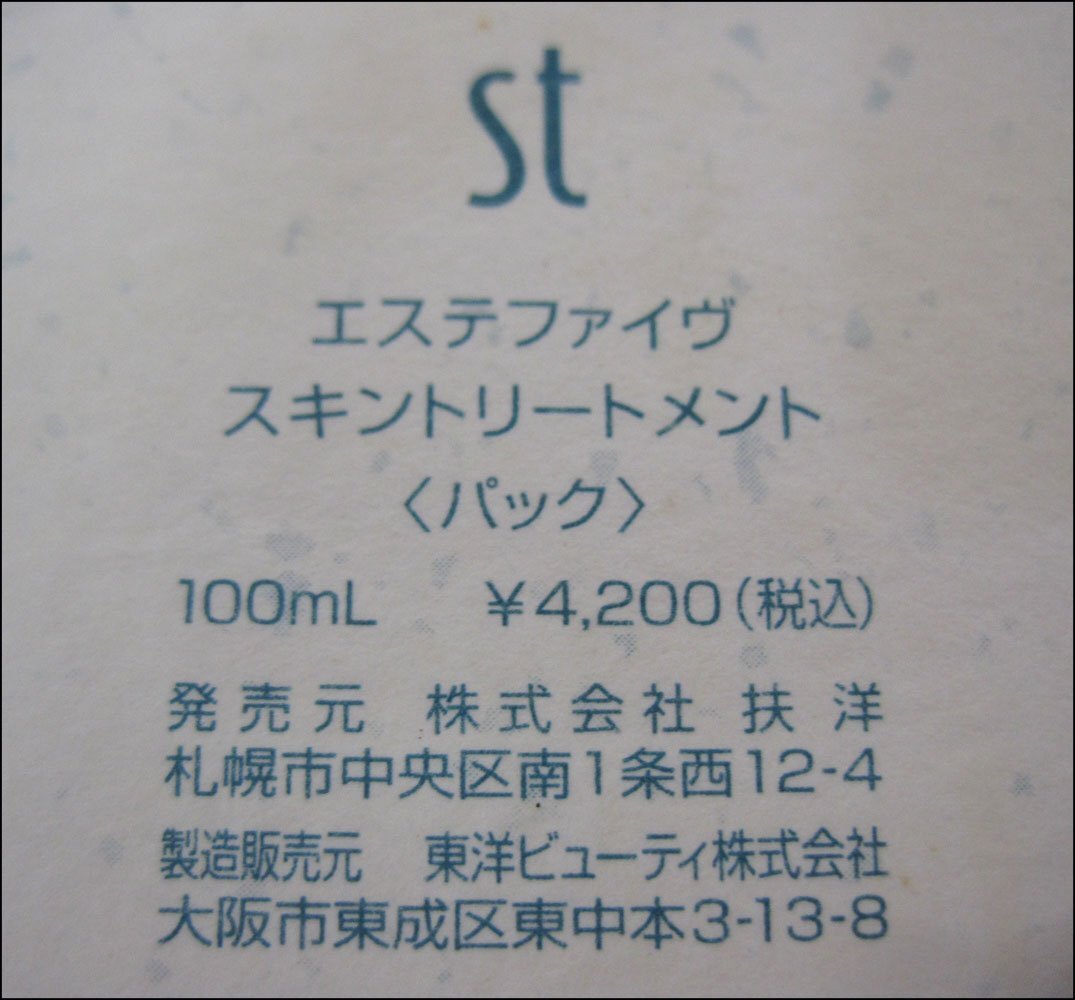 st
エステファイヴ
スキントリートメント
〈パック〉
100mL ¥4,200(税込)
発売元 株式会社 扶洋
札幌市中央区南1条西12-4
製造販売元 東洋ビューティ株式会社
大阪市東成区東中本3-13-8